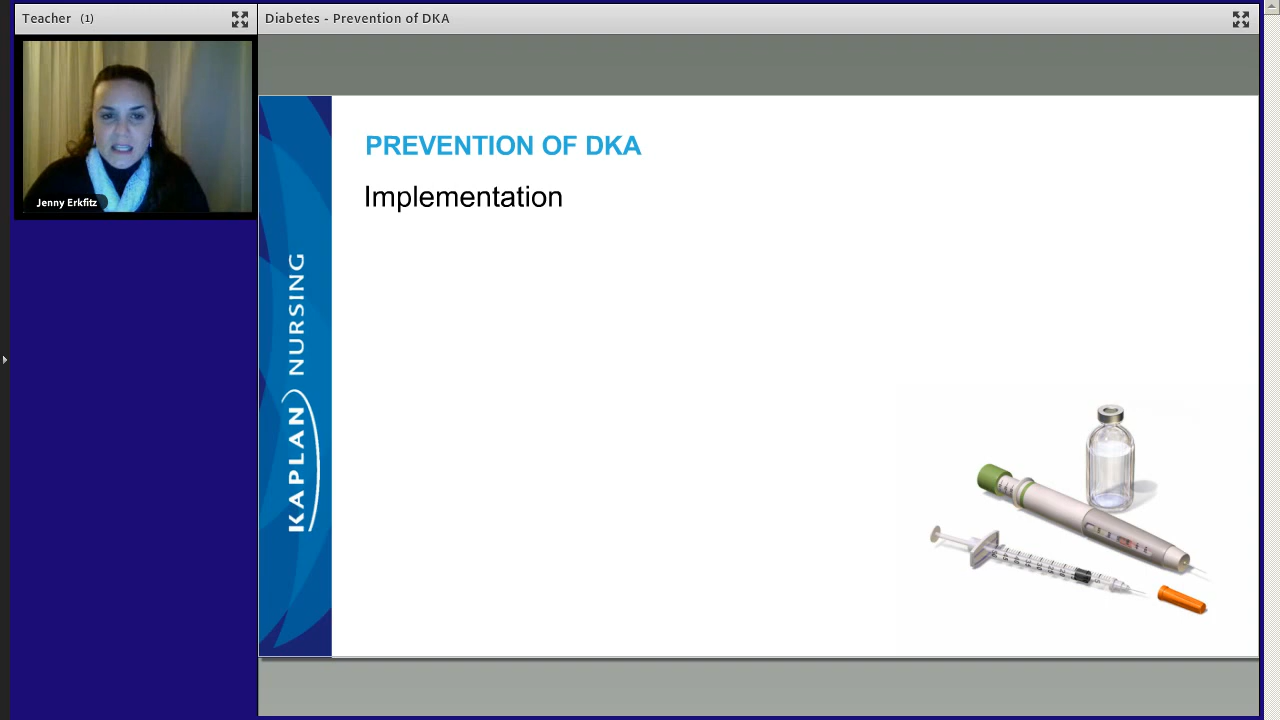 Teacher (1)
Diabetes - Prevention of DKA
Jenny Erkfitz
PREVENTION OF DKA
Implementation
KAPLAN NURSING